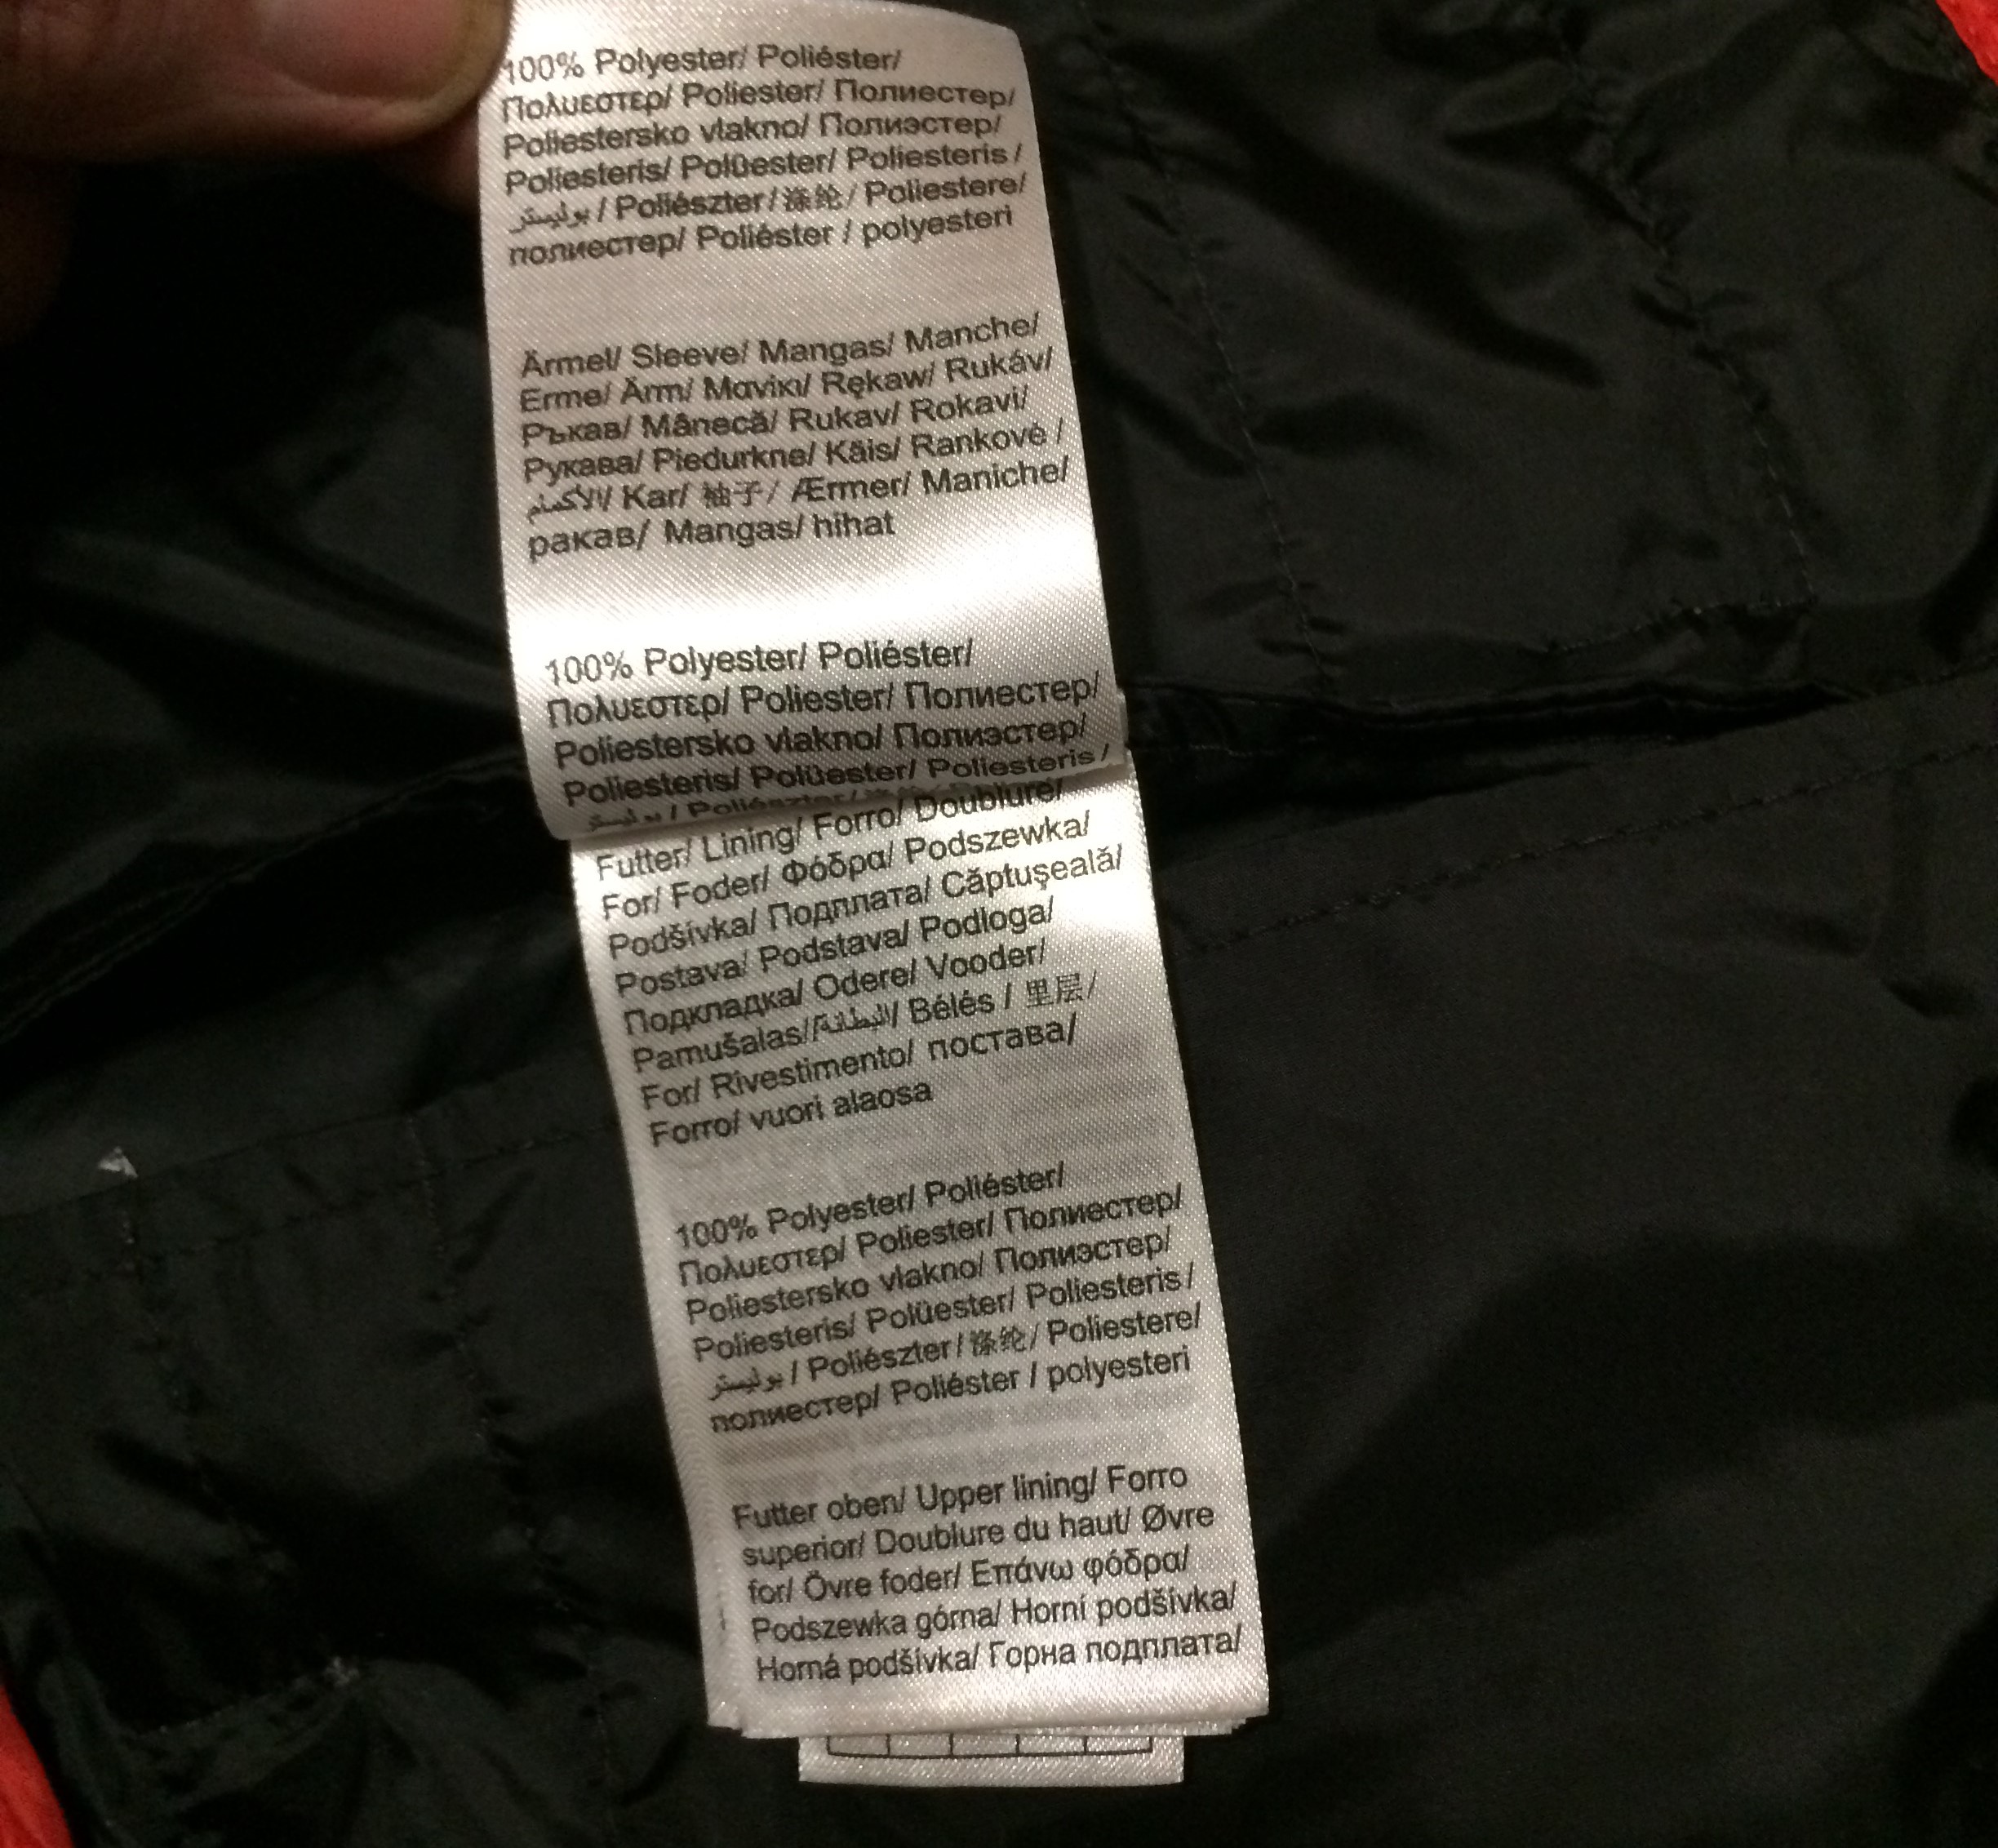 100% Polyester/ Poliéster/
Πολυεστερ/ Poliester/ Полиестер/
Poliestersko vlakno/ Полиэстер/
Poliesteris/ Polüester/ Poliesteris /
بوليستر / Poliészter / 涤纶 / Poliestere/
полиестер/ Poliéster / polyesteri
Ärmel/ Sleeve/ Mangas/ Manche/
Erme/ Ärm/ Μανίκι/ Rękaw/ Rukáv/
Ръкав/ Mânecă/ Rukav/ Rokavi/
Рукава/ Piedurkne/ Käis/ Rankovė /
الاكمام/ Kar/ 袖子 / Ærmer/ Maniche/
ракав/ Mangas/ hihat
100% Polyester/ Poliéster/
Πολυεστερ/ Poliester/ Полиестер/
Poliestersko vlakno/ Полиэстер/
Poliesteris/ Polüester/ Poliesteris /
بوليستر / Poliészter / 涤纶 /
Futter/ Lining/ Forro/ Doublure/
For/ Foder/ Φόδρα/ Podszewka/
Podšívka/ Подплата/ Căptuşeală/
Postava/ Podstava/ Podloga/
Подкладка/ Odere/ Vooder/
Pamušalas/البطانة/ Bélés / 里层 /
For/ Rivestimento/ постава/
Forro/ vuori alaosa
100% Polyester/ Poliéster/
Πολυεστερ/ Poliester/ Полиестер/
Poliestersko vlakno/ Полиэстер/
Poliesteris/ Polüester/ Poliesteris /
بوليستر / Poliészter / 涤纶 / Poliestere/
полиестер/ Poliéster / polyesteri
Futter oben/ Upper lining/ Forro
superior/ Doublure du haut/ Øvre
for/ Övre foder/ Επάνω φόδρα/
Podszewka górna/ Horní podšívka/
Horná podšívka/ Горна подплата/